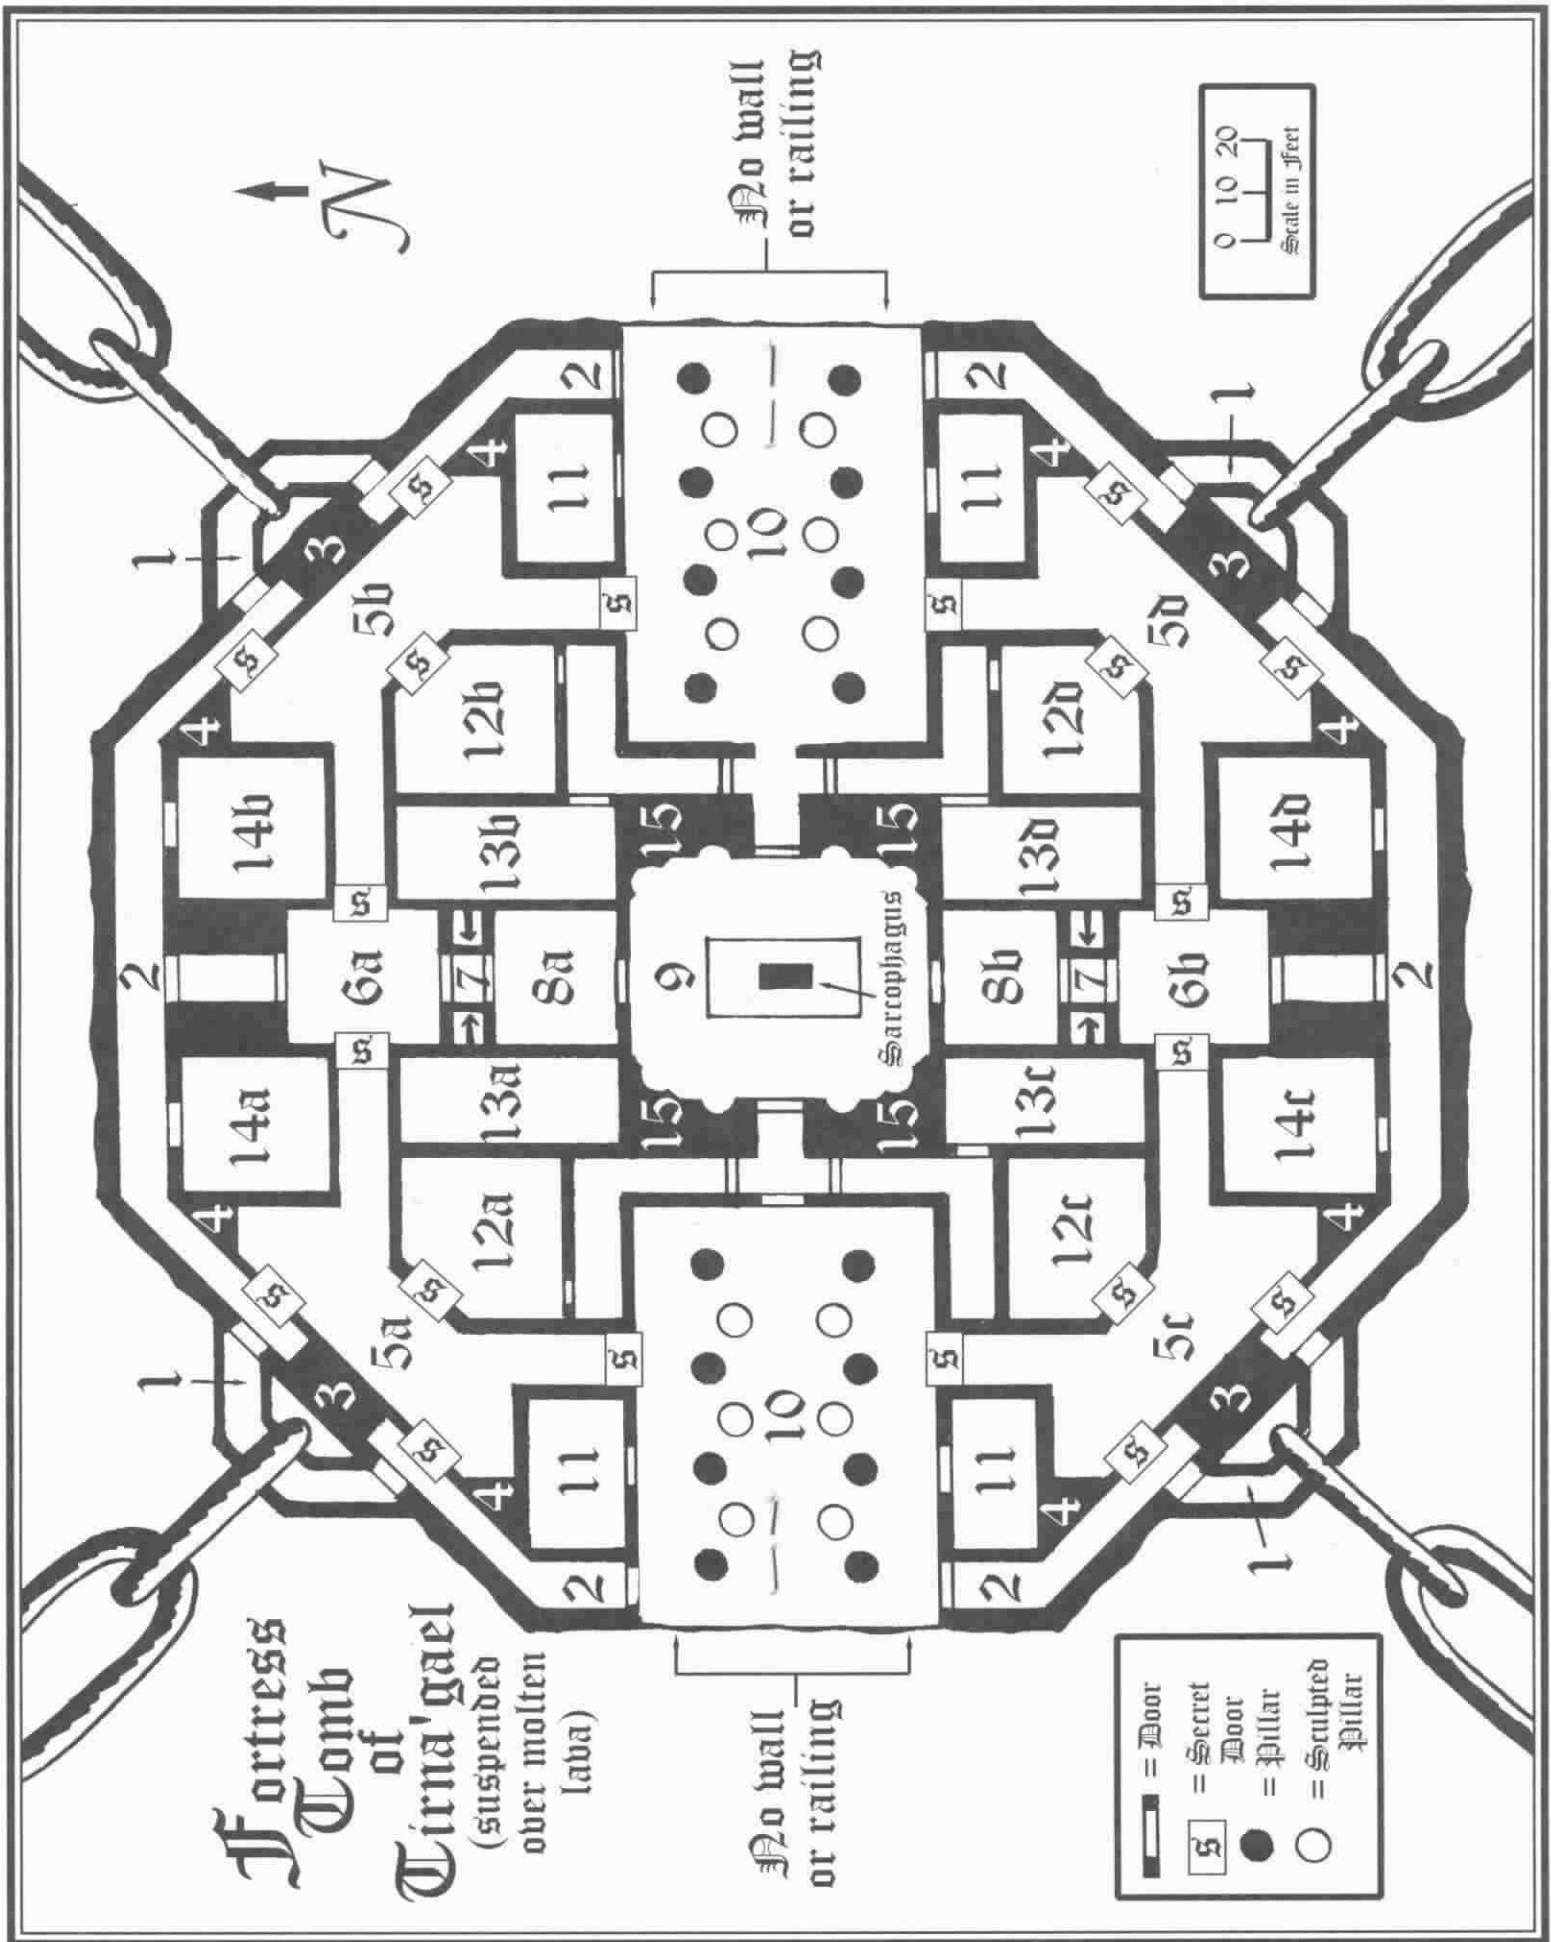 Fortress
Tomb
of
Tirna'gael
(suspended
over molten
lava)
N
2
1
1
4
4
S
14a
14b
S
3
3
5a
S
6a
S
5b
S
S
S
S
4
7
4
12a
13a
8a
13b
12b
2
11
11
2
S
S
15
9
15
No wall
or railing
10
10
No wall
or railing
15
Sarcophagus
15
S
S
2
11
8b
11
2
4
12c
13c
13d
12d
4
7
S
S
S
S
5c
S
6b
S
5d
3
3
S
S
14c
14d
1
1
4
4
2
= Door
S = Secret
Door
= Pillar
= Sculpted
Pillar
0 10 20
Scale in Feet